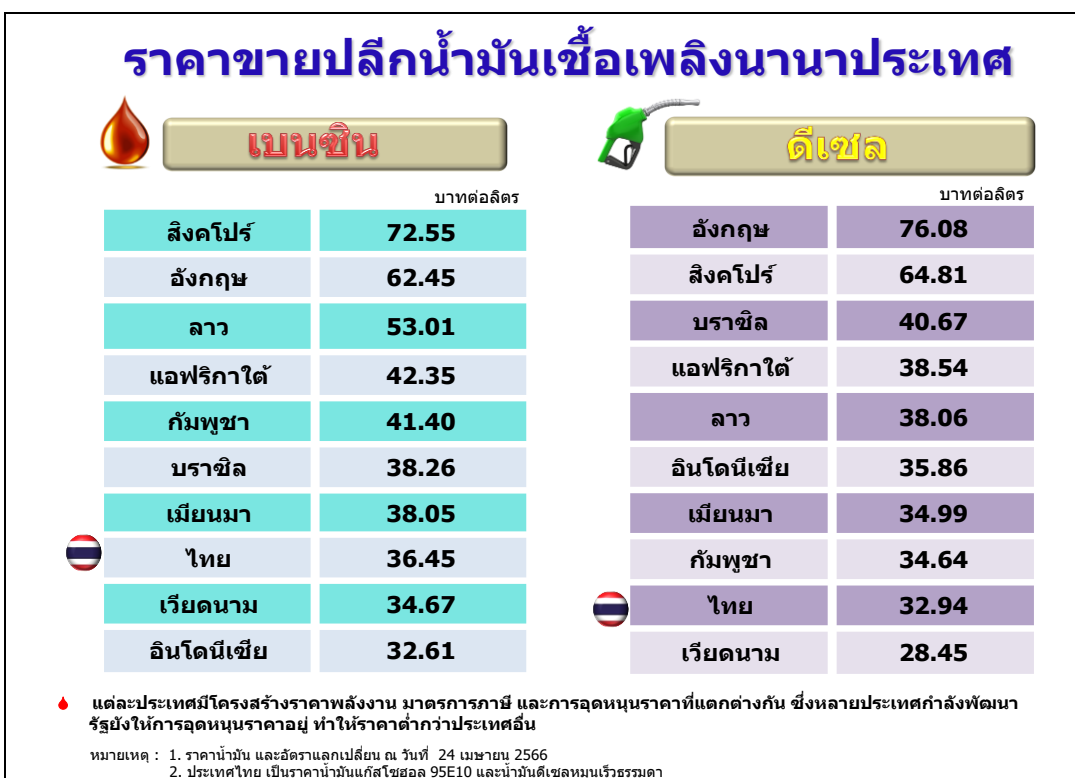 ราคาขายปลีกน้ำมันเชื้อเพลิงนานาประเทศ
เบนซิน
บาทต่อลิตร
สิงคโปร์ 72.55
อังกฤษ 62.45
ลาว 53.01
แอฟริกาใต้ 42.35
กัมพูชา 41.40
บราซิล 38.26
เมียนมา 38.05
ไทย 36.45
เวียดนาม 34.67
อินโดนีเซีย 32.61
ดีเซล
บาทต่อลิตร
อังกฤษ 76.08
สิงคโปร์ 64.81
บราซิล 40.67
แอฟริกาใต้ 38.54
ลาว 38.06
อินโดนีเซีย 35.86
เมียนมา 34.99
กัมพูชา 34.64
ไทย 32.94
เวียดนาม 28.45
แต่ละประเทศมีโครงสร้างราคาพลังงาน มาตรการภาษี และการอุดหนุนราคาที่แตกต่างกัน ซึ่งหลายประเทศกำลังพัฒนา
รัฐยังให้การอุดหนุนราคาอยู่ ทำให้ราคาต่ำกว่าประเทศอื่น
หมายเหตุ : 1. ราคาน้ำมัน และอัตราแลกเปลี่ยน ณ วันที่ 24 เมษายน 2566
2. ประเทศไทย เป็นราคาน้ำมันแก๊สโซฮอล 95E10 และน้ำมันดีเซลหมุนเร็วธรรมดา